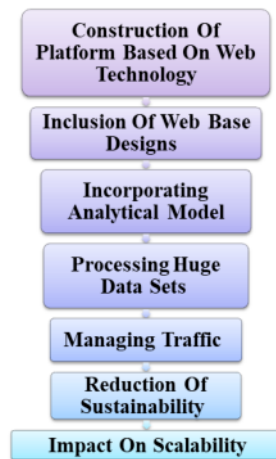 Construction Of
Platform Based On Web
Technology
Inclusion Of Web Base
Designs
Incorporating
Analytical Model
Processing Huge
Data Sets
Managing Traffic
Reduction Of
Sustainability
Impact On Scalability